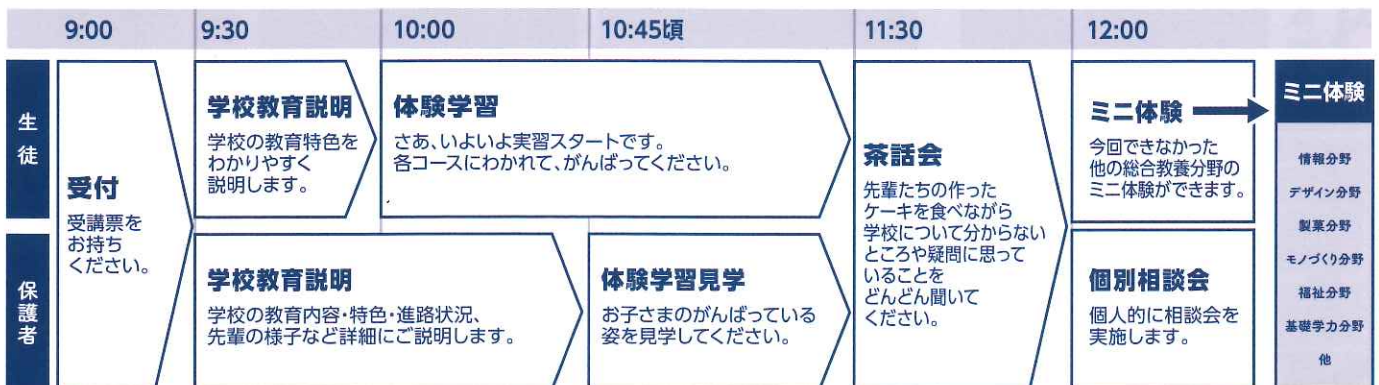 9:00 9:30 10:00 10:45頃 11:30 12:00
生徒
保護者
受付
受講票を
お持ち
ください。
学校教育説明
学校の教育特色を
わかりやすく
説明します。
体験学習
さあ、いよいよ実習スタートです。
各コースにわかれて、がんばってください。
学校教育説明
学校の教育内容・特色・進路状況、
先輩の様子など詳細にご説明します。
体験学習見学
お子さまのがんばっている
姿を見学してください。
茶話会
先輩たちの作った
ケーキを食べながら
学校について分からない
ところや疑問に思って
いることを
どんどん聞いて
ください。
ミニ体験
今回できなかった
他の総合教養分野の
ミニ体験ができます。
個別相談会
個人的に相談会を
実施します。
ミニ体験
情報分野
デザイン分野
製菓分野
モノづくり分野
福祉分野
基礎学力分野
他